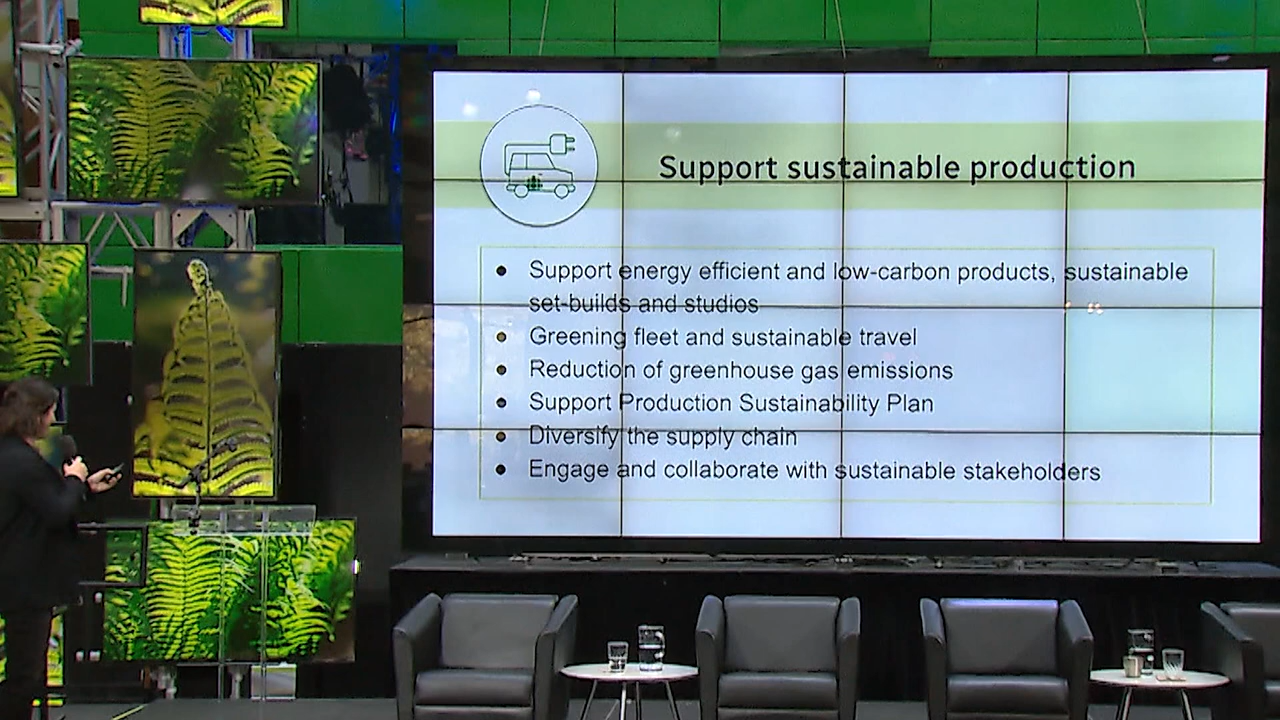 Support sustainable production
● Support energy efficient and low-carbon products, sustainable
set-builds and studios
● Greening fleet and sustainable travel
● Reduction of greenhouse gas emissions
● Support Production Sustainability Plan
● Diversify the supply chain
● Engage and collaborate with sustainable stakeholders